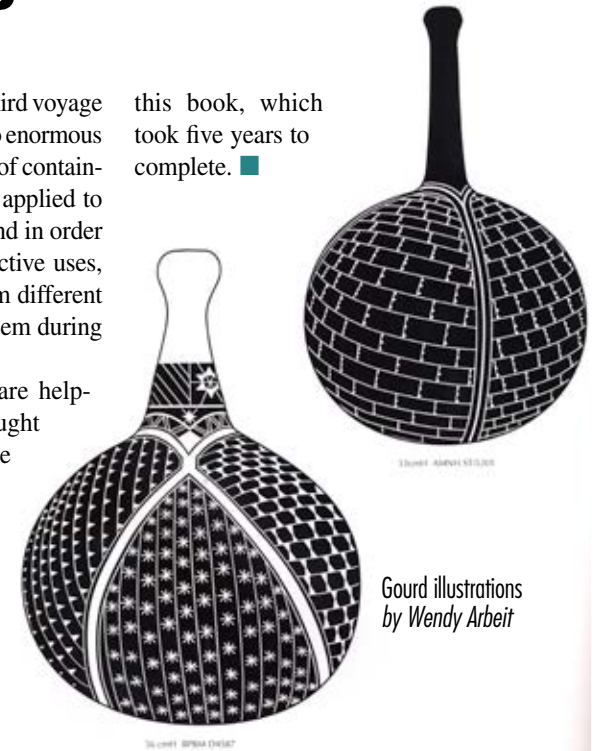 ird voyage
enormous
of contain-
applied to
nd in order
ctive uses,
m different
em during
are help-
ught
e
this book, which
took five years to
complete.
Gourd illustrations
by Wendy Arbeit